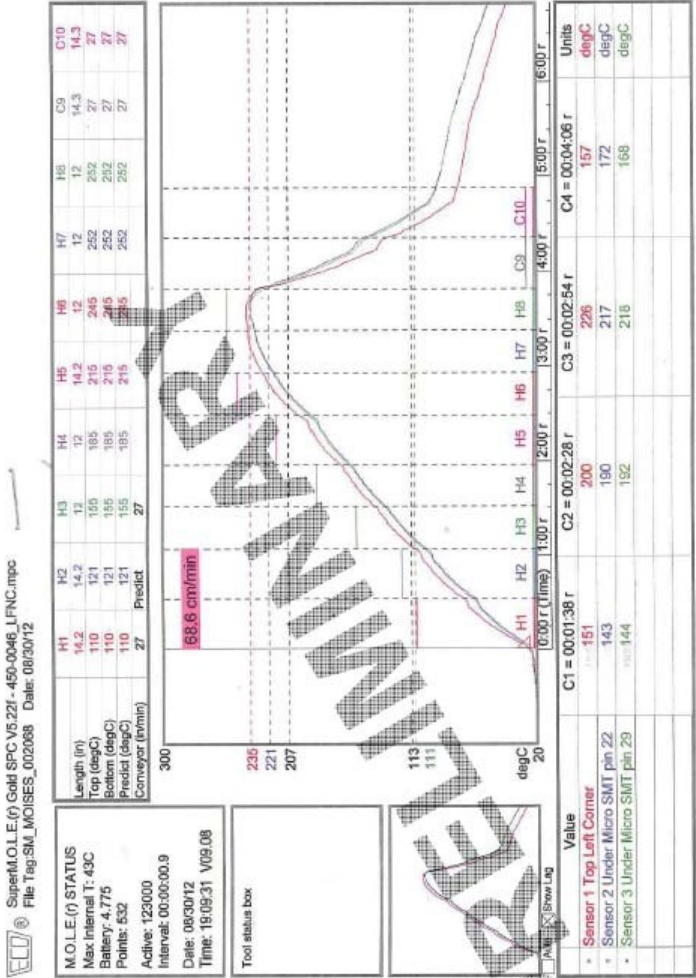 SuperM.O.L.E.(r) Gold SPC V5.22f - 450-0046_LFNC.mpc
File Tag:SM_MOISES_002068 Date: 08/30/12
M.O.L.E.(r) STATUS
Max Internal T: 43C
Battery: 4.775
Points: 532
Active: 123000
Interval: 00:00:00.9
Date: 08/30/12
Time: 19:09:31 V09.08
H1 H2 H3 H4 H5 H6 H7 H8 C9 C10
Length (in) 14.2 14.2 12 12 14.2 12 12 12 14.3 14.3
Top (degC) 110 121 155 185 215 245 252 252 27 27
Bottom (degC) 110 121 155 185 215 245 252 252 27 27
Predict (degC) 110 121 155 185 215 245 252 252 27 27
Conveyor (in/min) 27 Predict 27
Tool status box
Show Lag
300
68.6 cm/min
235
221
207
113
111
degC
20
H1 H2 H3 H4 H5 H6 H7 H8 C9 C10
0:00 r (Time) 1:00 r 2:00 r 3:00 r 4:00 r 5:00 r 6:00 r
PRELIMINARY
Value C1 = 00:01:38 r C2 = 00:02:28 r C3 = 00:02:54 r C4 = 00:04:06 r Units
Sensor 1 Top Left Corner 151 200 226 157 degC
Sensor 2 Under Micro SMT pin 22 143 190 217 172 degC
Sensor 3 Under Micro SMT pin 29 144 192 218 168 degC